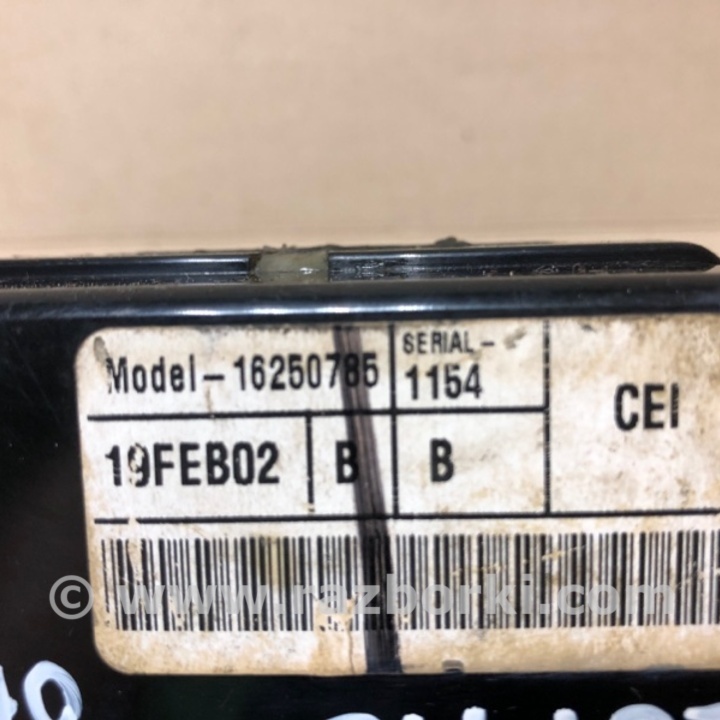 Model-16250785
SERIAL-
1154
CEI
19FEB02
B
B
© www.razborki.com